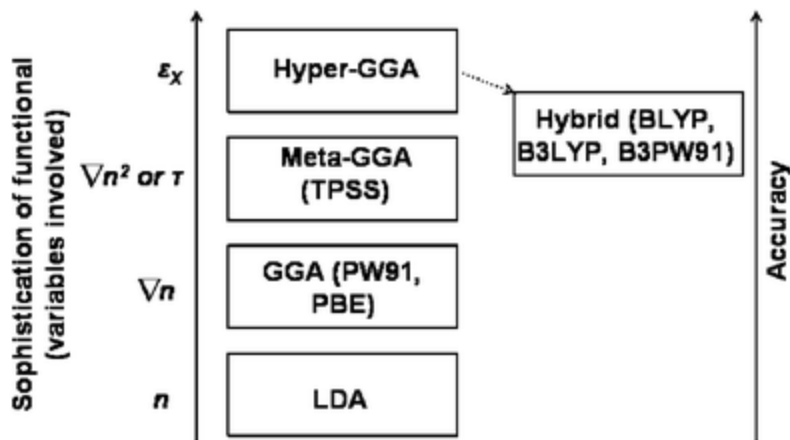 Sophistication of functional
(variables involved)
εX
Hyper-GGA
Hybrid (BLYP,
B3LYP, B3PW91)
∇n² or τ
Meta-GGA
(TPSS)
∇n
GGA (PW91,
PBE)
n
LDA
Accuracy